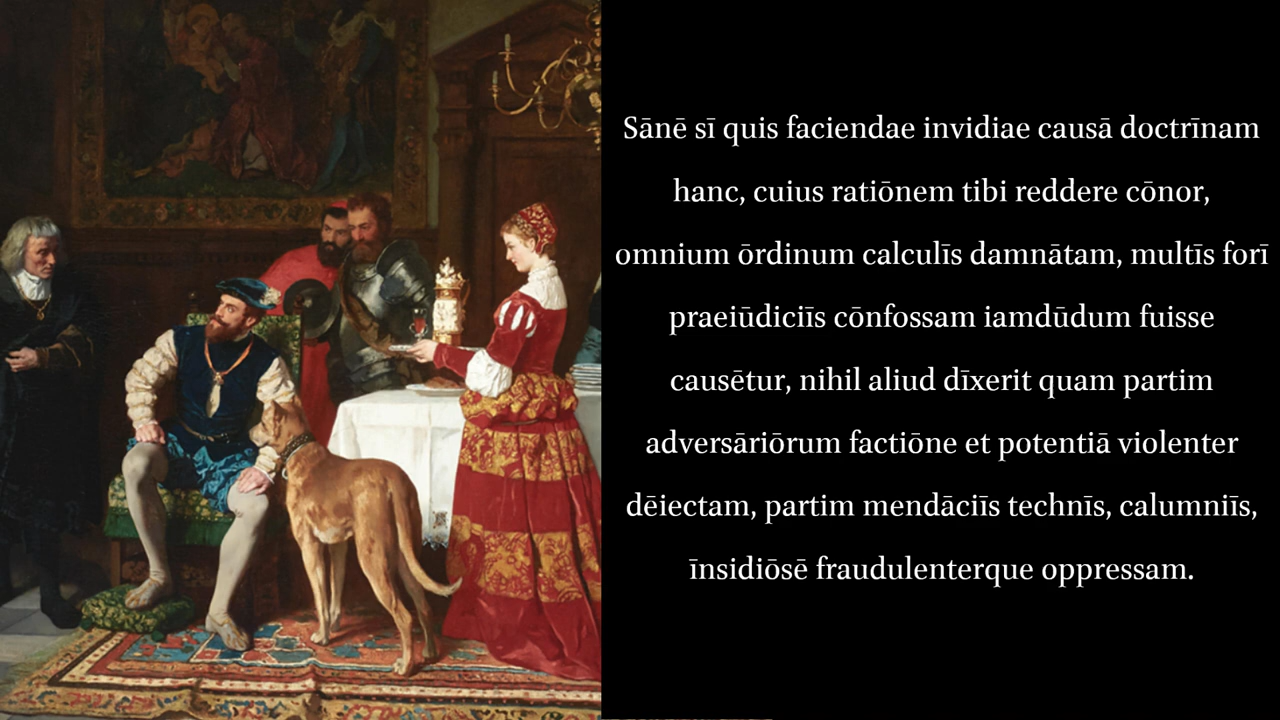 Sānē sī quis faciendae invidiae causā doctrīnam
hanc, cuius ratiōnem tibi reddere cōnor,
omnium ōrdinum calculīs damnātam, multīs forī
praeiūdiciīs cōnfossam iamdūdum fuisse
causētur, nihil aliud dīxerit quam partim
adversāriōrum factiōne et potentiā violenter
dēiectam, partim mendāciīs technīs, calumniīs,
īnsidiōsē fraudulenterque oppressam.